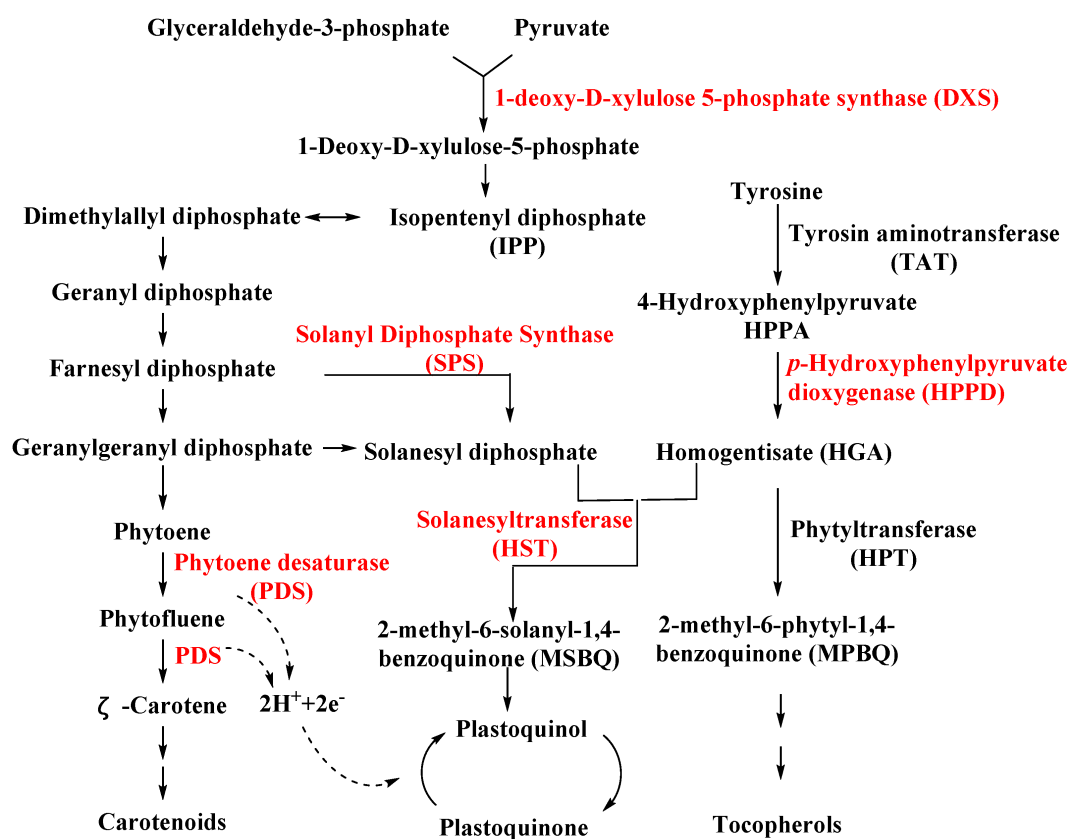 Glyceraldehyde-3-phosphate
Pyruvate
1-deoxy-D-xylulose 5-phosphate synthase (DXS)
1-Deoxy-D-xylulose-5-phosphate
Tyrosine
Dimethylallyl diphosphate
Isopentenyl diphosphate
(IPP)
Tyrosin aminotransferase
(TAT)
Geranyl diphosphate
4-Hydroxyphenylpyruvate
HPPA
Solanyl Diphosphate Synthase
(SPS)
Farnesyl diphosphate
p-Hydroxyphenylpyruvate
dioxygenase (HPPD)
Geranylgeranyl diphosphate
Solanesyl diphosphate
Homogentisate (HGA)
Solanesyltransferase
(HST)
Phytoene
Phytyltransferase
(HPT)
Phytoene desaturase
(PDS)
Phytofluene
2-methyl-6-solanyl-1,4-
benzoquinone (MSBQ)
2-methyl-6-phytyl-1,4-
benzoquinone (MPBQ)
PDS
ζ -Carotene
2H⁺+2e⁻
Plastoquinol
Carotenoids
Plastoquinone
Tocopherols